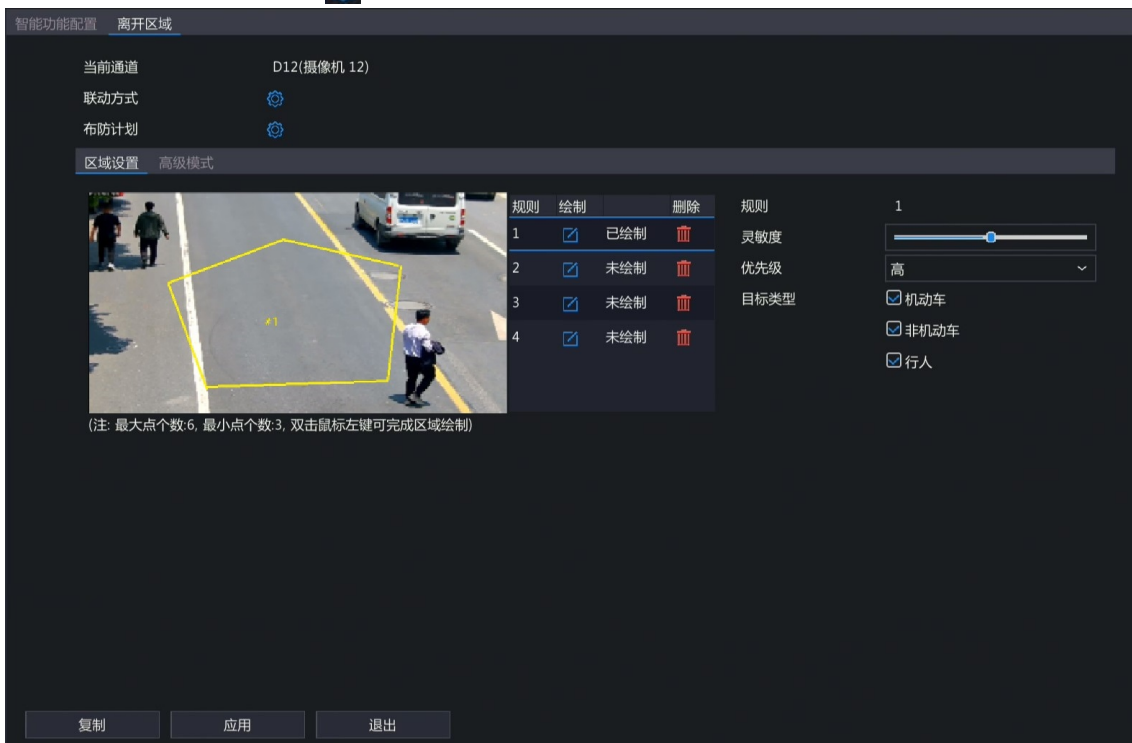 智能功能配置 离开区域
当前通道 D12(摄像机 12)
联动方式
布防计划
区域设置 高级模式
规则 绘制 删除 规则 1
1 已绘制 灵敏度
2 未绘制 优先级 高
3 未绘制 目标类型 机动车
4 未绘制 非机动车
行人
#1
(注: 最大点个数:6, 最小点个数:3, 双击鼠标左键可完成区域绘制)
复制 应用 退出